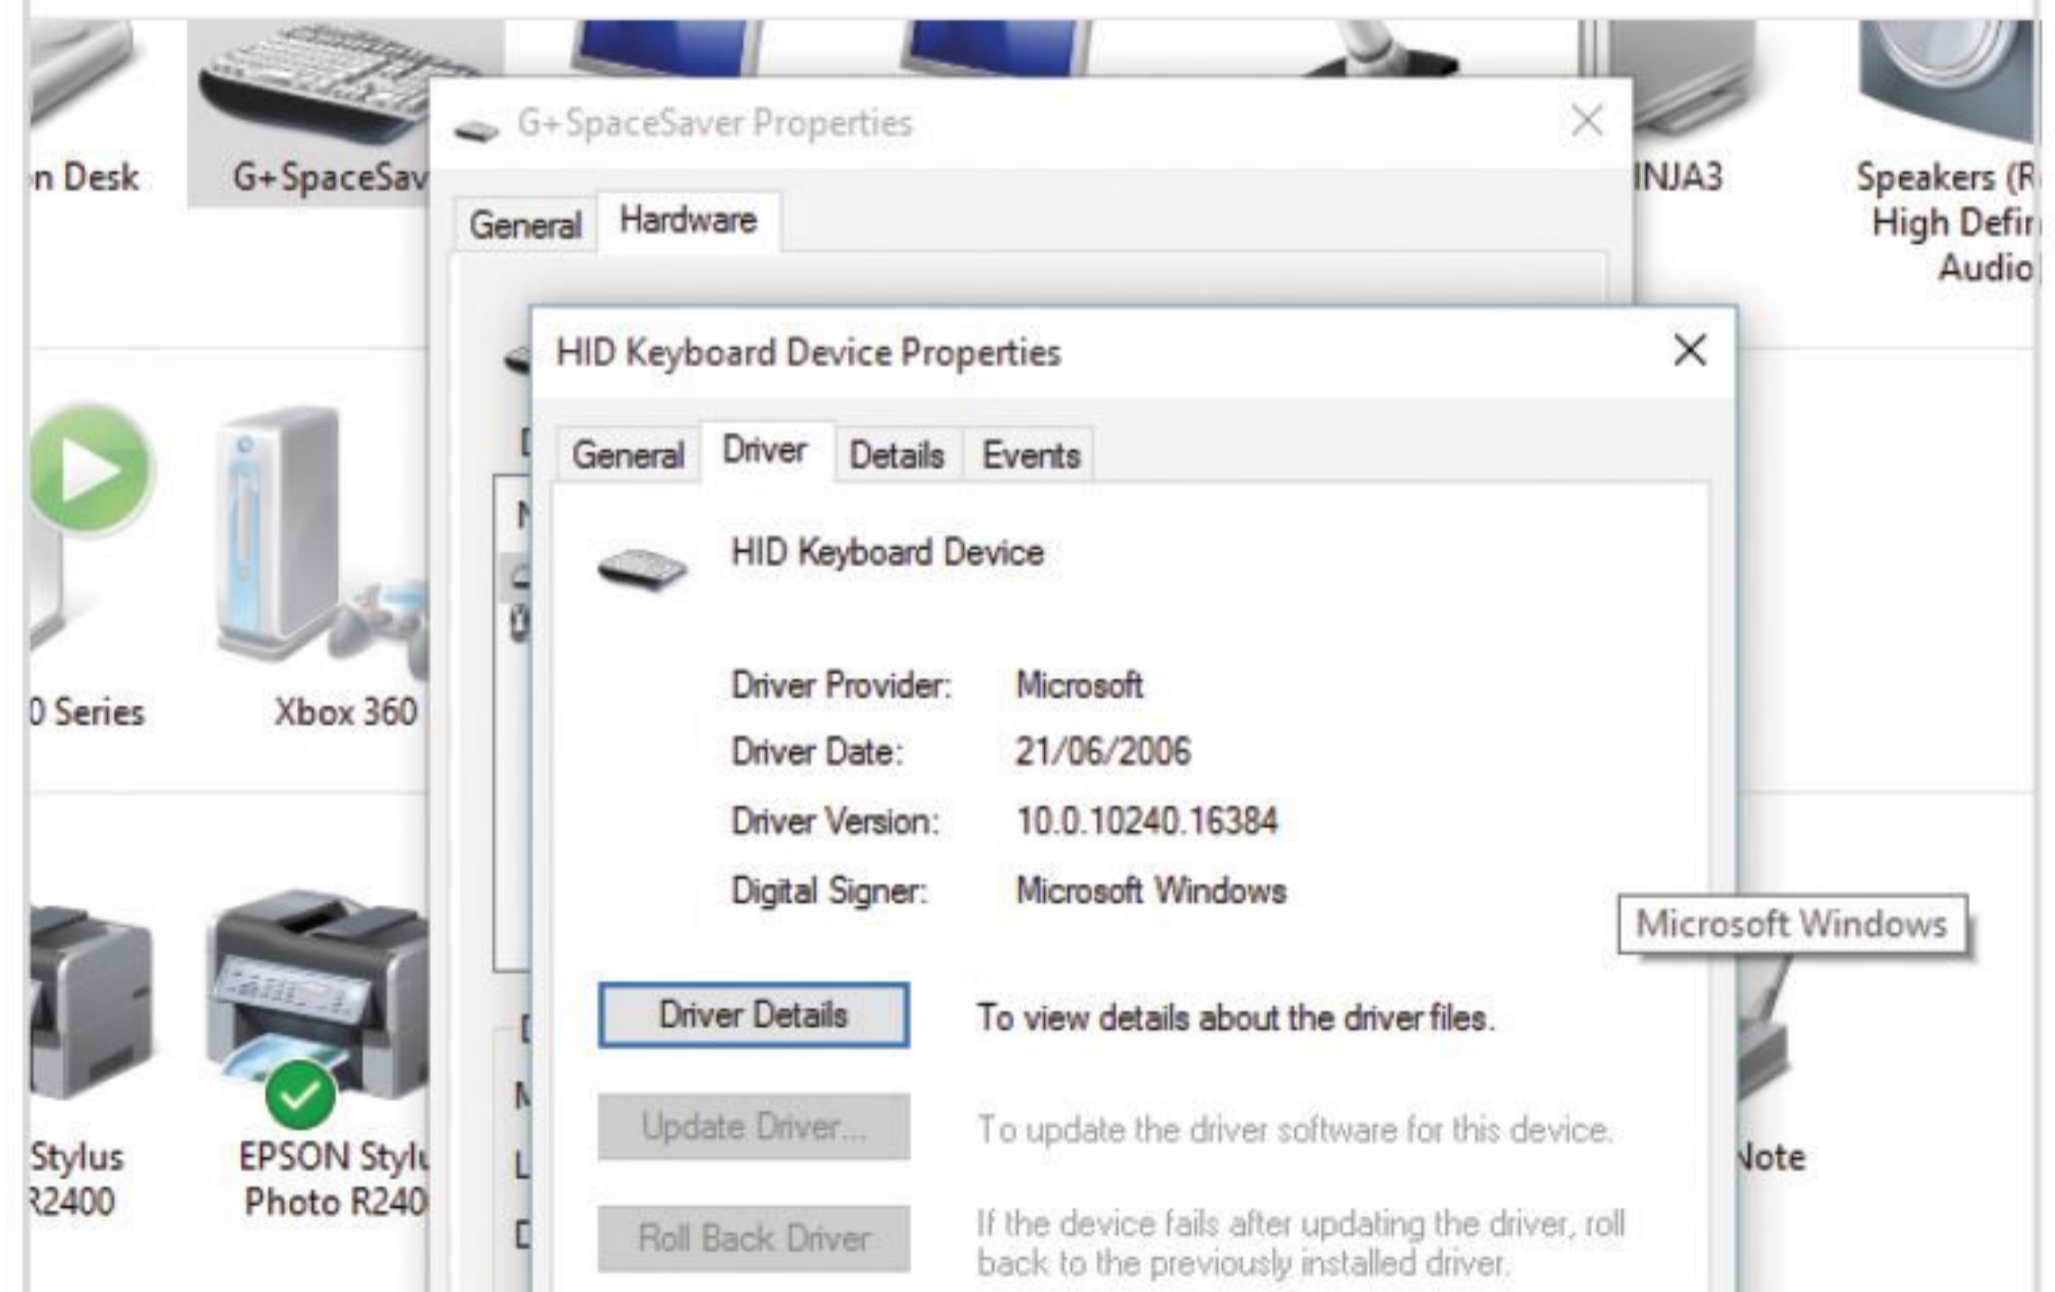 G+ SpaceSaver Properties
n Desk
G+ SpaceSav
INJA3
Speakers (R
High Defin
Audio
General
Hardware
HID Keyboard Device Properties
General
Driver
Details
Events
HID Keyboard Device
0 Series
Xbox 360
Driver Provider: Microsoft
Driver Date: 21/06/2006
Driver Version: 10.0.10240.16384
Digital Signer: Microsoft Windows
Microsoft Windows
Driver Details
To view details about the driver files.
Update Driver...
To update the driver software for this device.
Stylus
R2400
EPSON Stylu
Photo R240
Note
Roll Back Driver
If the device fails after updating the driver, roll
back to the previously installed driver.